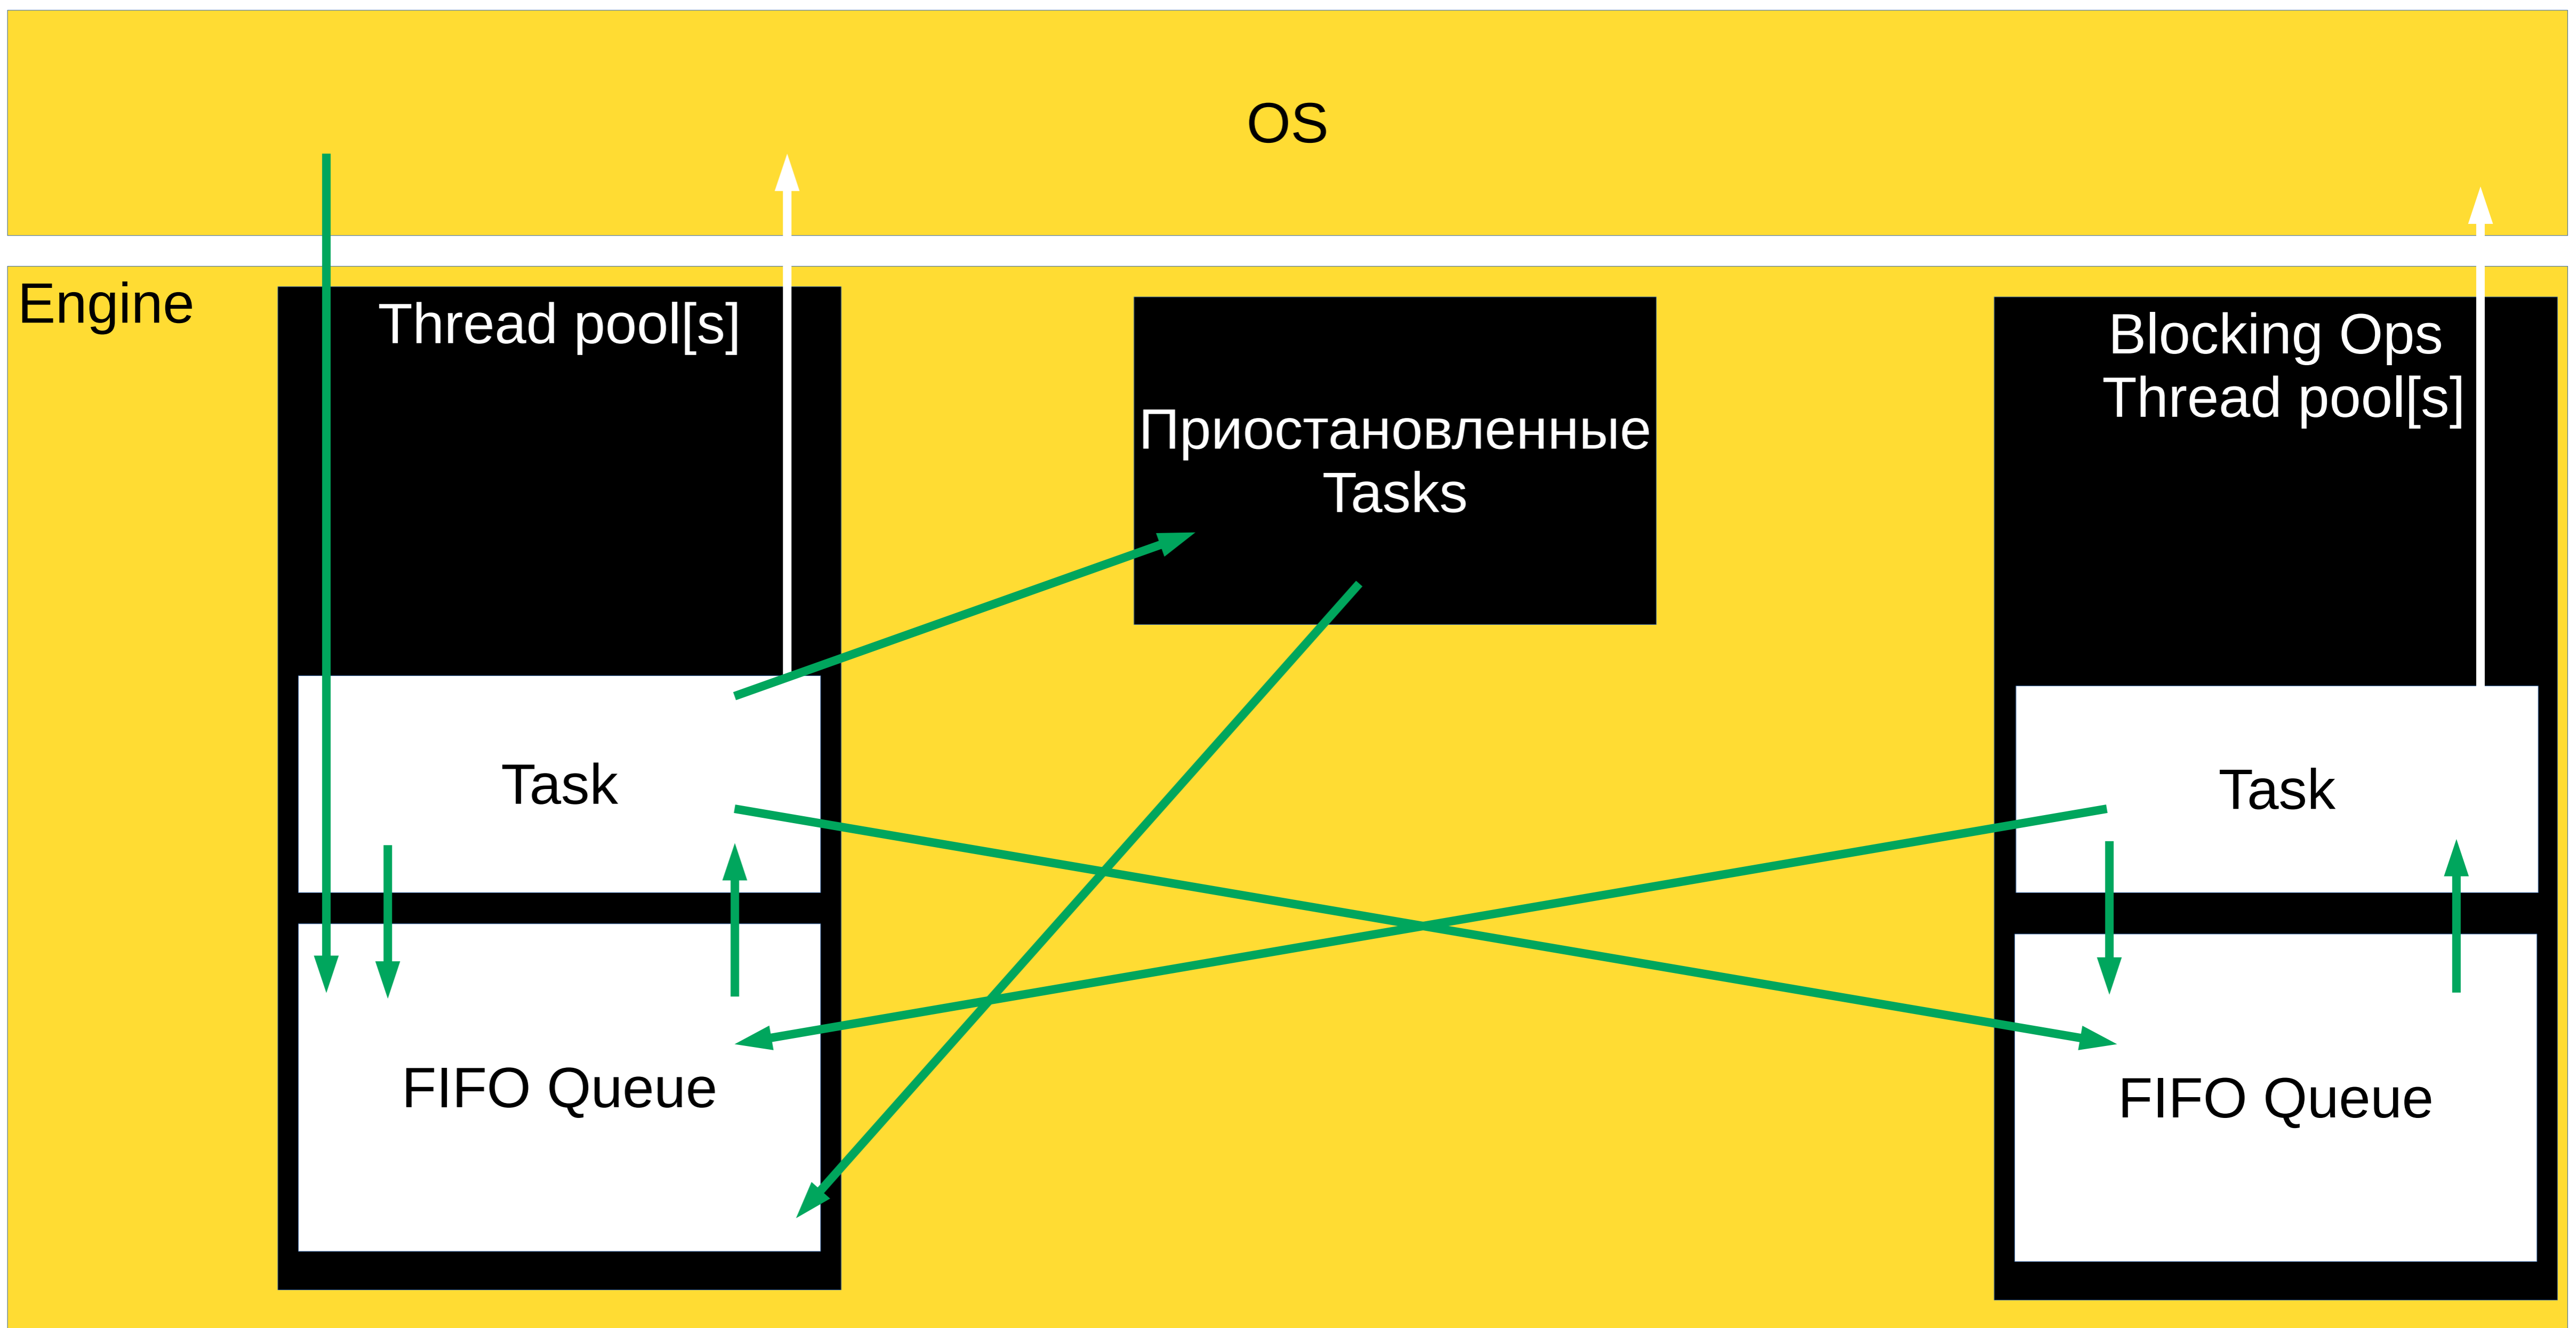 OS
Engine
Thread pool[s]
Приостановленные
Tasks
Blocking Ops
Thread pool[s]
Task
Task
FIFO Queue
FIFO Queue